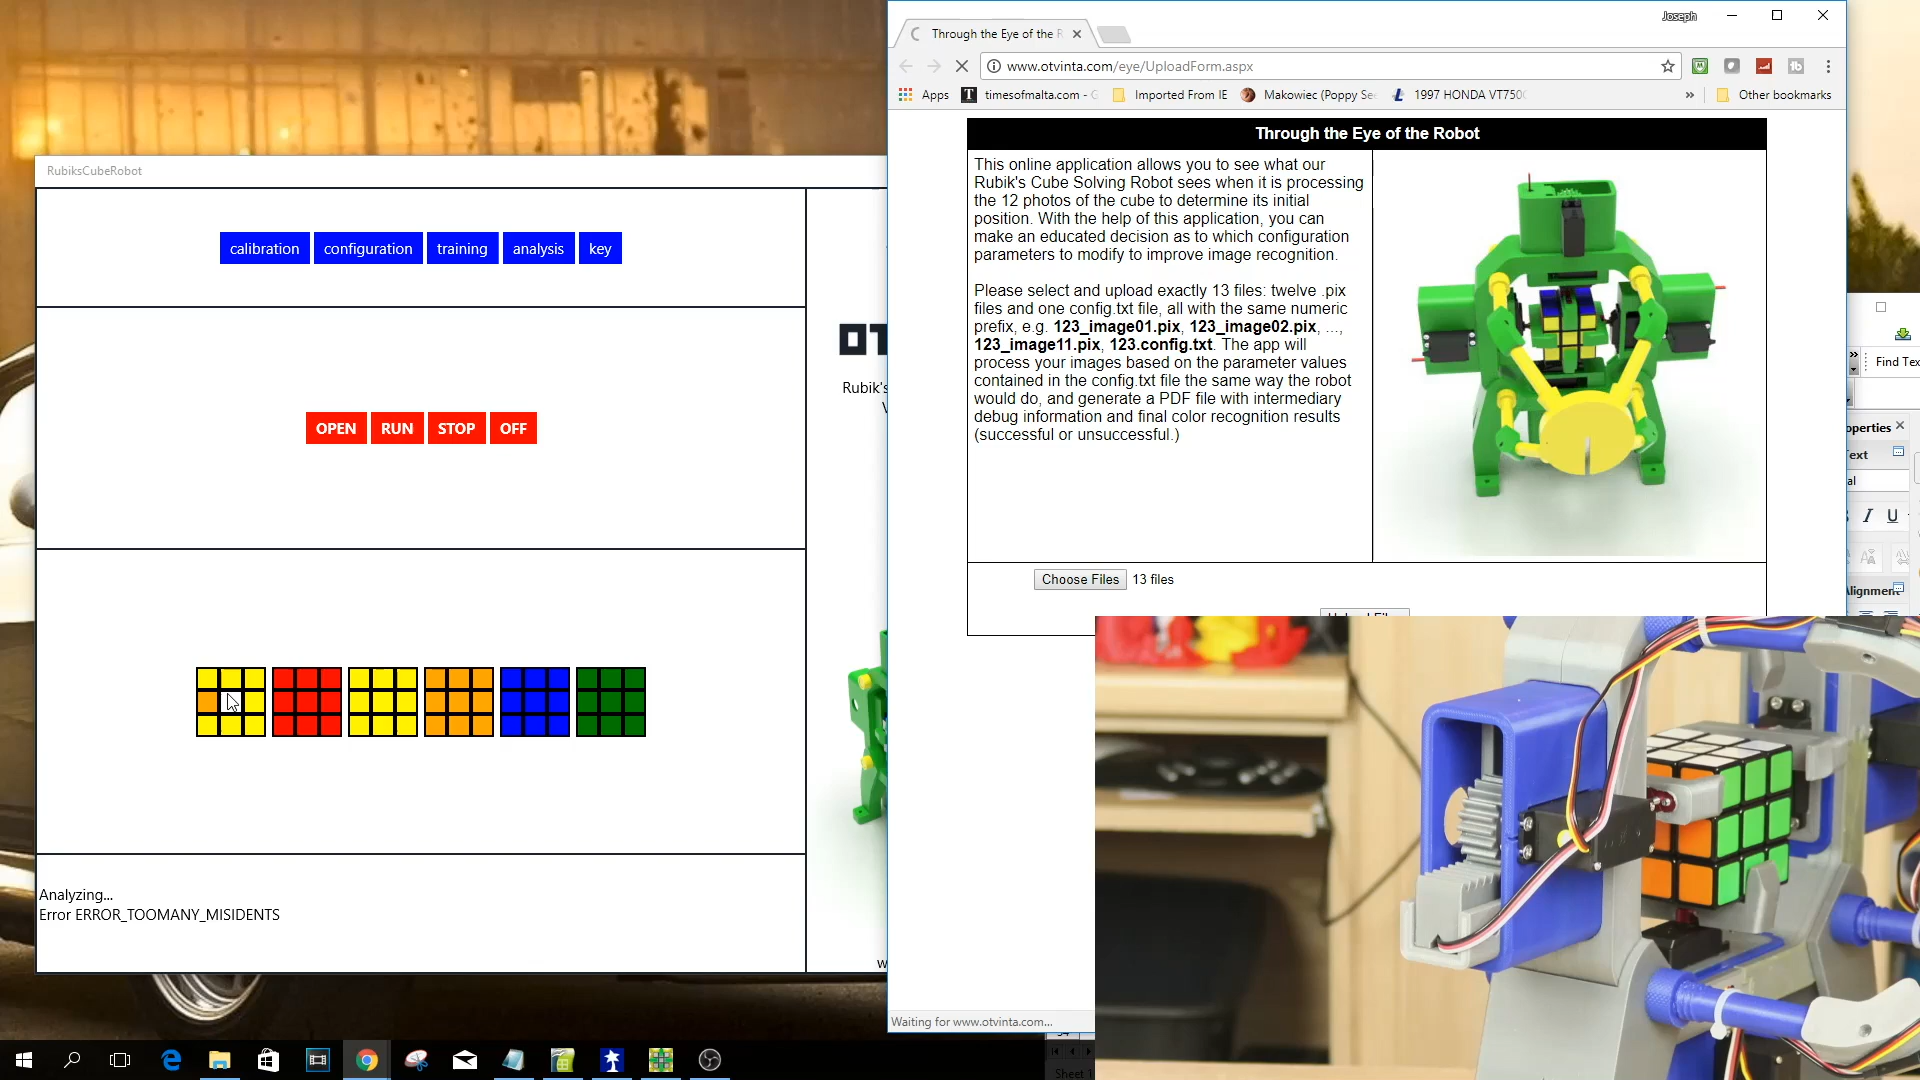 Joseph
Through the Eye of the R
www.otvinta.com/eye/UploadForm.aspx
Apps
T timesofmalta.com - G
Imported From IE
Makowiec (Poppy See
1997 HONDA VT750C
»
Other bookmarks
Through the Eye of the Robot
This online application allows you to see what our
Rubik's Cube Solving Robot sees when it is processing
the 12 photos of the cube to determine its initial
position. With the help of this application, you can
make an educated decision as to which configuration
parameters to modify to improve image recognition.
Please select and upload exactly 13 files: twelve .pix
files and one config.txt file, all with the same numeric
prefix, e.g. 123_image01.pix, 123_image02.pix, ...,
123_image11.pix, 123.config.txt. The app will
process your images based on the parameter values
contained in the config.txt file the same way the robot
would do, and generate a PDF file with intermediary
debug information and final color recognition results
(successful or unsuccessful.)
Choose Files 13 files
Waiting for www.otvinta.com...
RubiksCubeRobot
calibration
configuration
training
analysis
key
OPEN
RUN
STOP
OFF
OT
Rubik's
Analyzing...
Error ERROR_TOOMANY_MISIDENTS
w
Find Tex
operties
ext
al
I U
lignment
Sheet 1